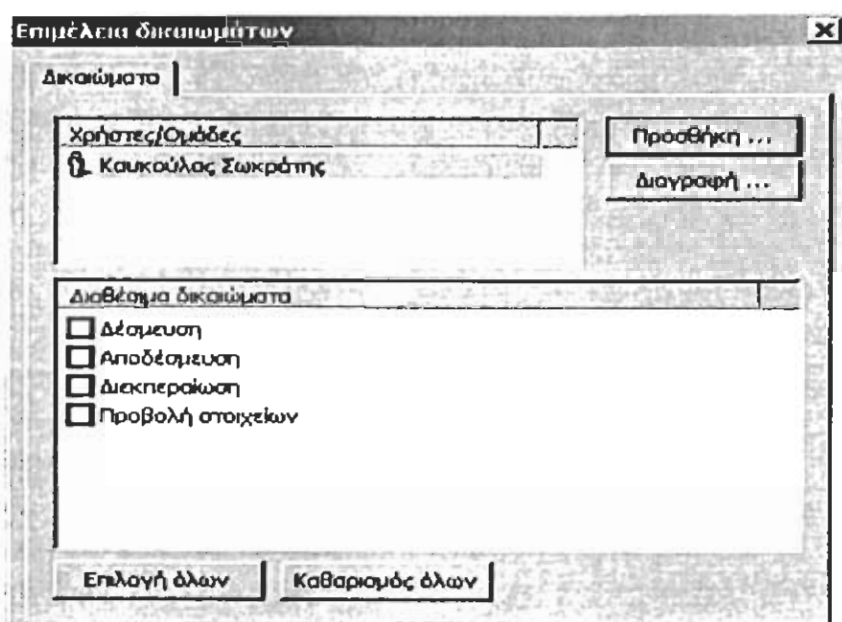 Επιμέλεια δικαιωμάτων
Δικαιώματα
Χρήστες/Ομάδες
Προσθήκη ...
Καυκούλας Σωκράτης
Διαγραφή ...
Διαθέσιμα δικαιώματα
Δέσμευση
Αποδέσμευση
Διεκπεραίωση
Προβολή στοιχείων
Επιλογή όλων
Καθαρισμός όλων